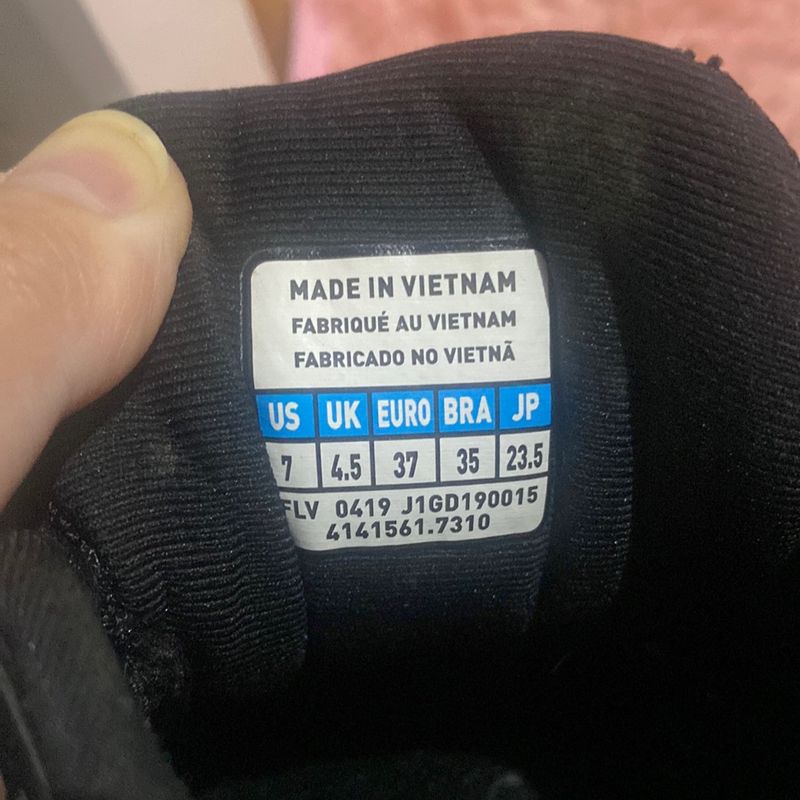 MADE IN VIETNAM
FABRIQUÉ AU VIETNAM
FABRICADO NO VIETNÃ
US UK EURO BRA JP
7 4.5 37 35 23.5
FLV 0419 J1GD190015
4141561.7310